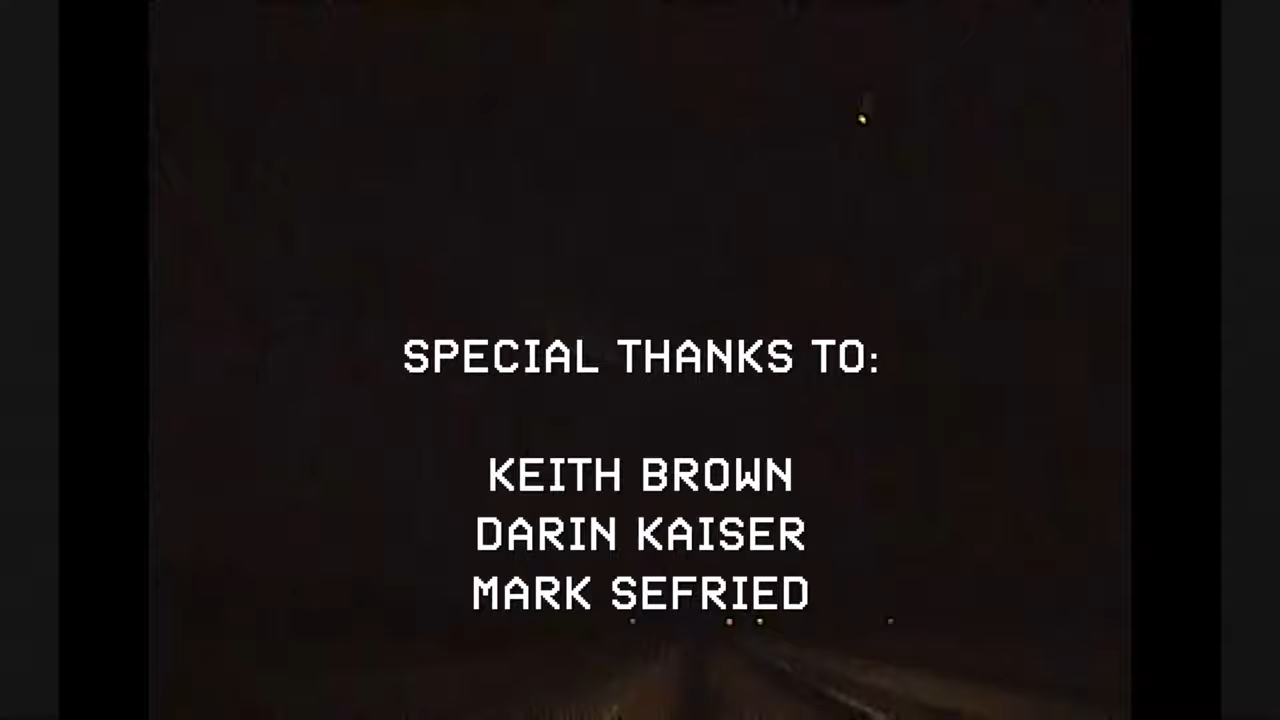 SPECIAL THANKS TO:
KEITH BROWN
DARIN KAISER
MARK SEFRIED